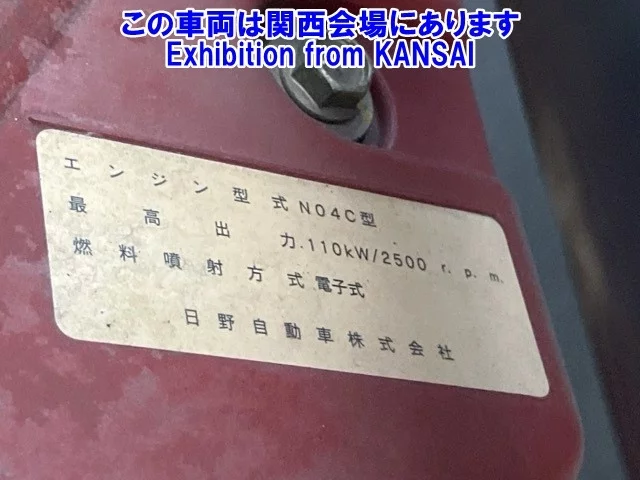 この車両は関西会場にあります
Exhibition from KANSAI
エンジン型式 N04C型
最高出力 110kW/2500 r.p.m.
燃料噴射方式 電子式
日野自動車株式会社